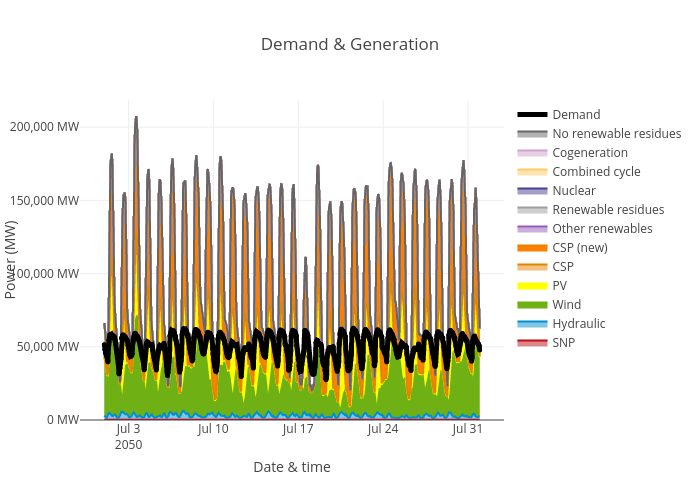 Demand & Generation
200,000 MW
150,000 MW
100,000 MW
50,000 MW
0 MW
Power (MW)
Jul 3
2050
Jul 10
Jul 17
Jul 24
Jul 31
Date & time
Demand
No renewable residues
Cogeneration
Combined cycle
Nuclear
Renewable residues
Other renewables
CSP (new)
CSP
PV
Wind
Hydraulic
SNP